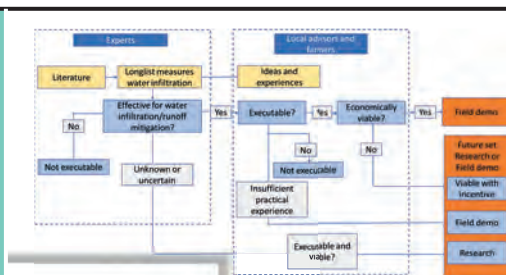 Experts
Local advisors and
farmers
Literature
Longlist measures
water infiltration
Ideas and
experiences
Effective for water
infiltration/runoff
mitigation?
Yes
Executable?
Yes
Economically
viable?
Yes
Field demo
No
No
No
Not executable
Unknown or
uncertain
Not executable
Future set
Research or
Field demo
Viable with
incentive
Insufficient
practical
experience
Field demo
Executable and
viable?
Research